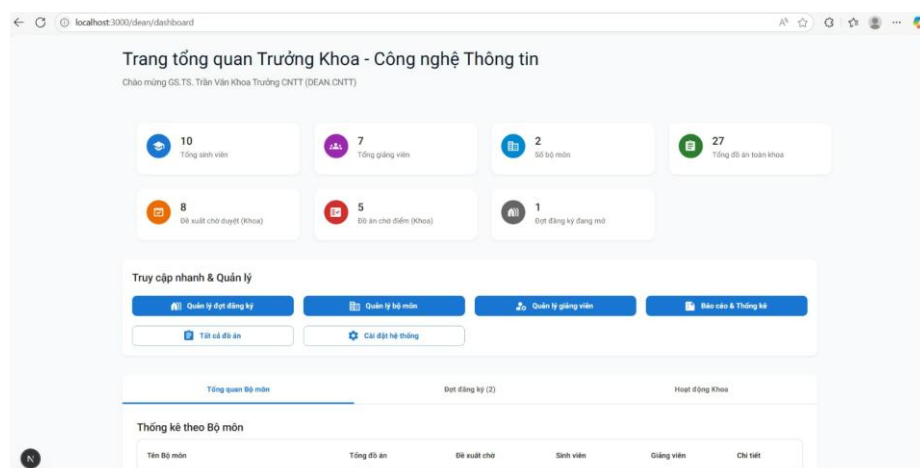 localhost:3000/dean/dashboard
Trang tổng quan Trưởng Khoa - Công nghệ Thông tin
Chào mừng GS.TS. Trần Văn Khoa Trưởng CNTT (DEAN.CNTT)
10
Tổng sinh viên
7
Tổng giảng viên
2
Số bộ môn
27
Tổng đồ án toàn khoa
8
Đề xuất chờ duyệt (Khoa)
5
Đồ án chờ điểm (Khoa)
1
Đợt đăng ký đang mở
Truy cập nhanh & Quản lý
Quản lý đợt đăng ký
Quản lý bộ môn
Quản lý giảng viên
Báo cáo & Thống kê
Tất cả đồ án
Cài đặt hệ thống
Tổng quan Bộ môn
Đợt đăng ký (2)
Hoạt động Khoa
Thống kê theo Bộ môn
Tên Bộ môn Tổng đồ án Đề xuất chờ Sinh viên Giảng viên Chi tiết
N